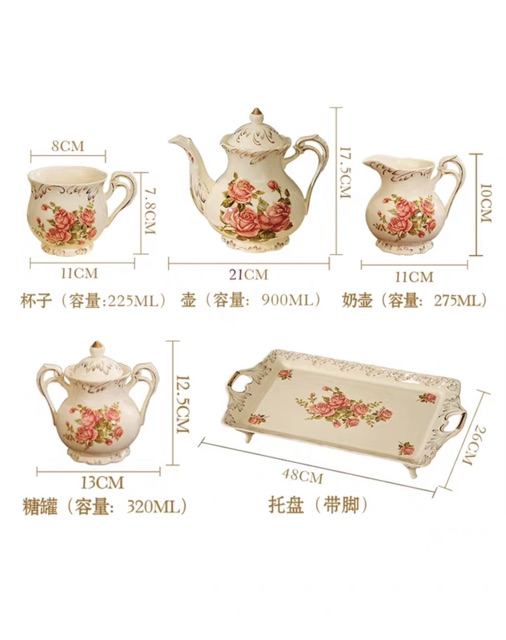 8CM
7.8CM
11CM
杯子（容量:225ML）
17.5CM
21CM
壶（容量: 900ML）
10CM
11CM
奶壶（容量: 275ML）
12.5CM
13CM
糖罐（容量: 320ML）
26CM
48CM
托盘（带脚）